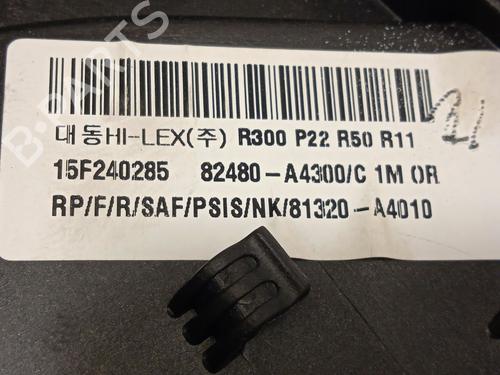 대동HI-LEX(주) R300 P22 R50 R11
15F240285 82480-A4300/C 1M OR
RP/F/R/SAF/PSIS/NK/81320-A4010
B-PARTS